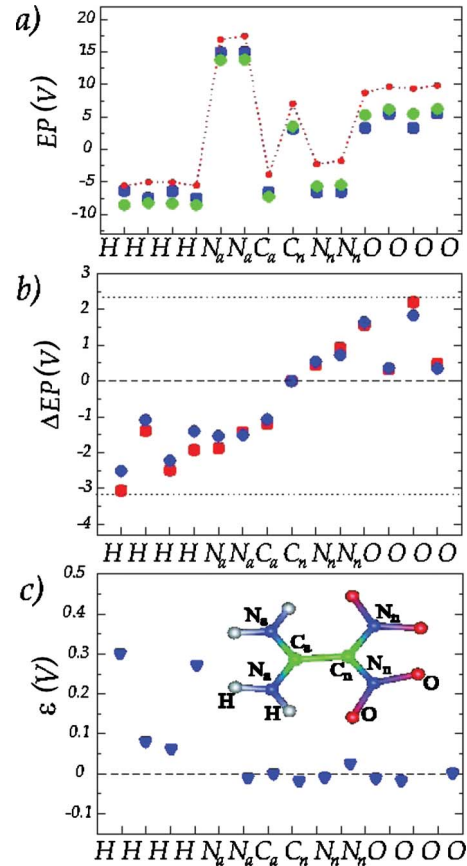 a)
EP (V)
20
15
10
5
0
-5
-10
H H H H Na Na Ca Cn Nn Nn O O O O
b)
ΔEP (V)
3
2
1
0
-1
-2
-3
-4
H H H H Na Na Ca Cn Nn Nn O O O O
c)
ε (V)
0.5
0.4
0.3
0.2
0.1
0
-0.1
Na
Nn
Ca
Cn
Na
Nn
H
H
O
O
H H H H Na Na Ca Cn Nn Nn O O O O